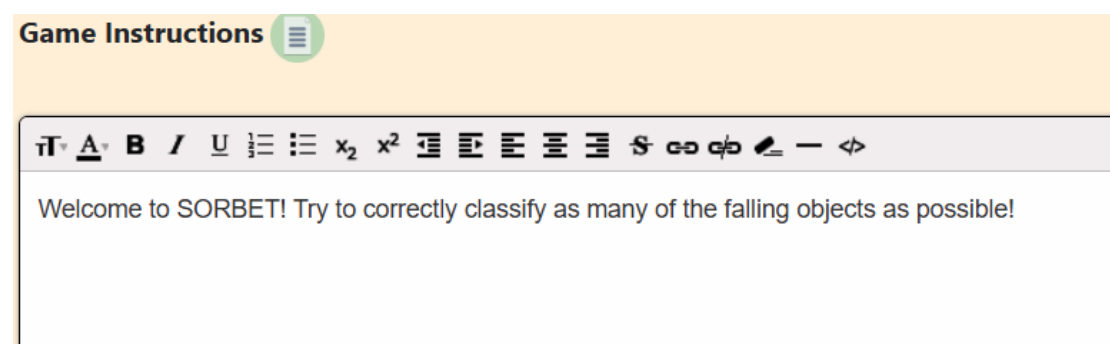 Game Instructions
Welcome to SORBET! Try to correctly classify as many of the falling objects as possible!